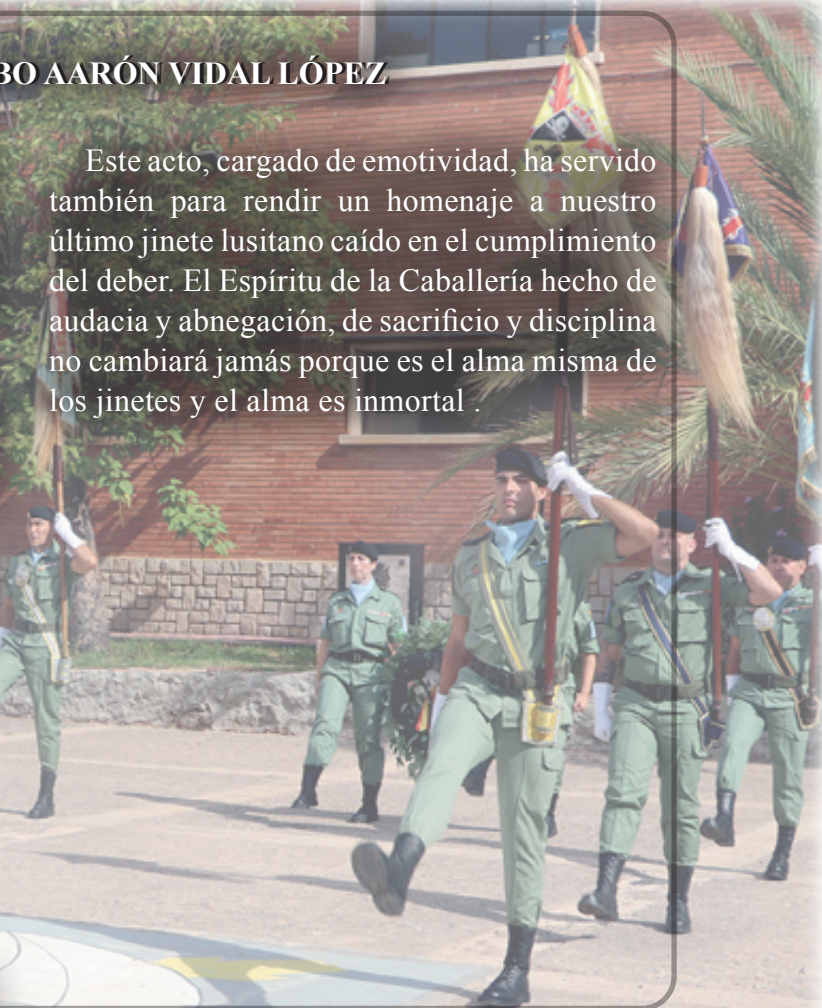 BO AARÓN VIDAL LÓPEZ
Este acto, cargado de emotividad, ha servido
también para rendir un homenaje a nuestro
último jinete lusitano caído en el cumplimiento
del deber. El Espíritu de la Caballería hecho de
audacia y abnegación, de sacrificio y disciplina
no cambiará jamás porque es el alma misma de
los jinetes y el alma es inmortal .